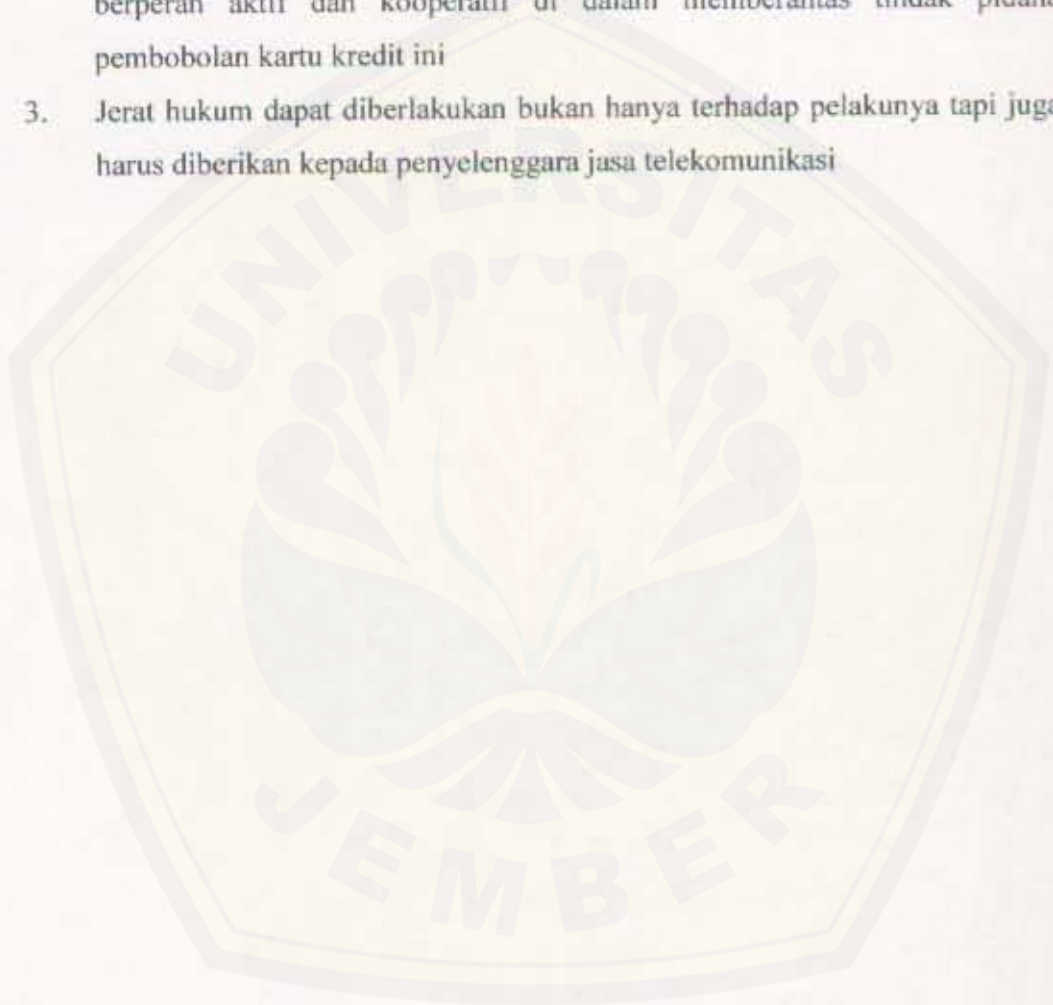 berperan aktif dan kooperatif di dalam memberantas tindak pidana
pembobolan kartu kredit ini
3. Jerat hukum dapat diberlakukan bukan hanya terhadap pelakunya tapi juga
harus diberikan kepada penyelenggara jasa telekomunikasi
UNIVERSITAS
JEMBER